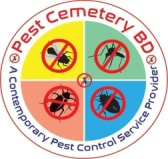 Pest Cemetery BD
A Contemporary Pest Control Service Provider